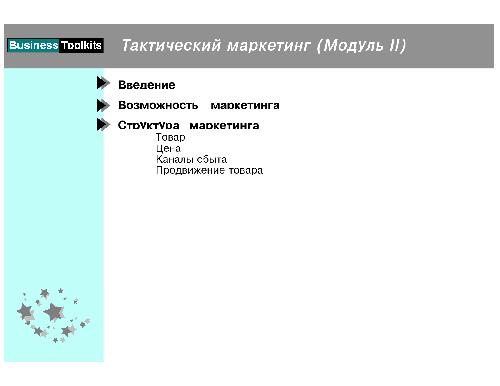 Business Toolkits
Тактический маркетинг (Модуль II)
Введение
Возможность маркетинга
Структура маркетинга
Товар
Цена
Каналы сбыта
Продвижение товара